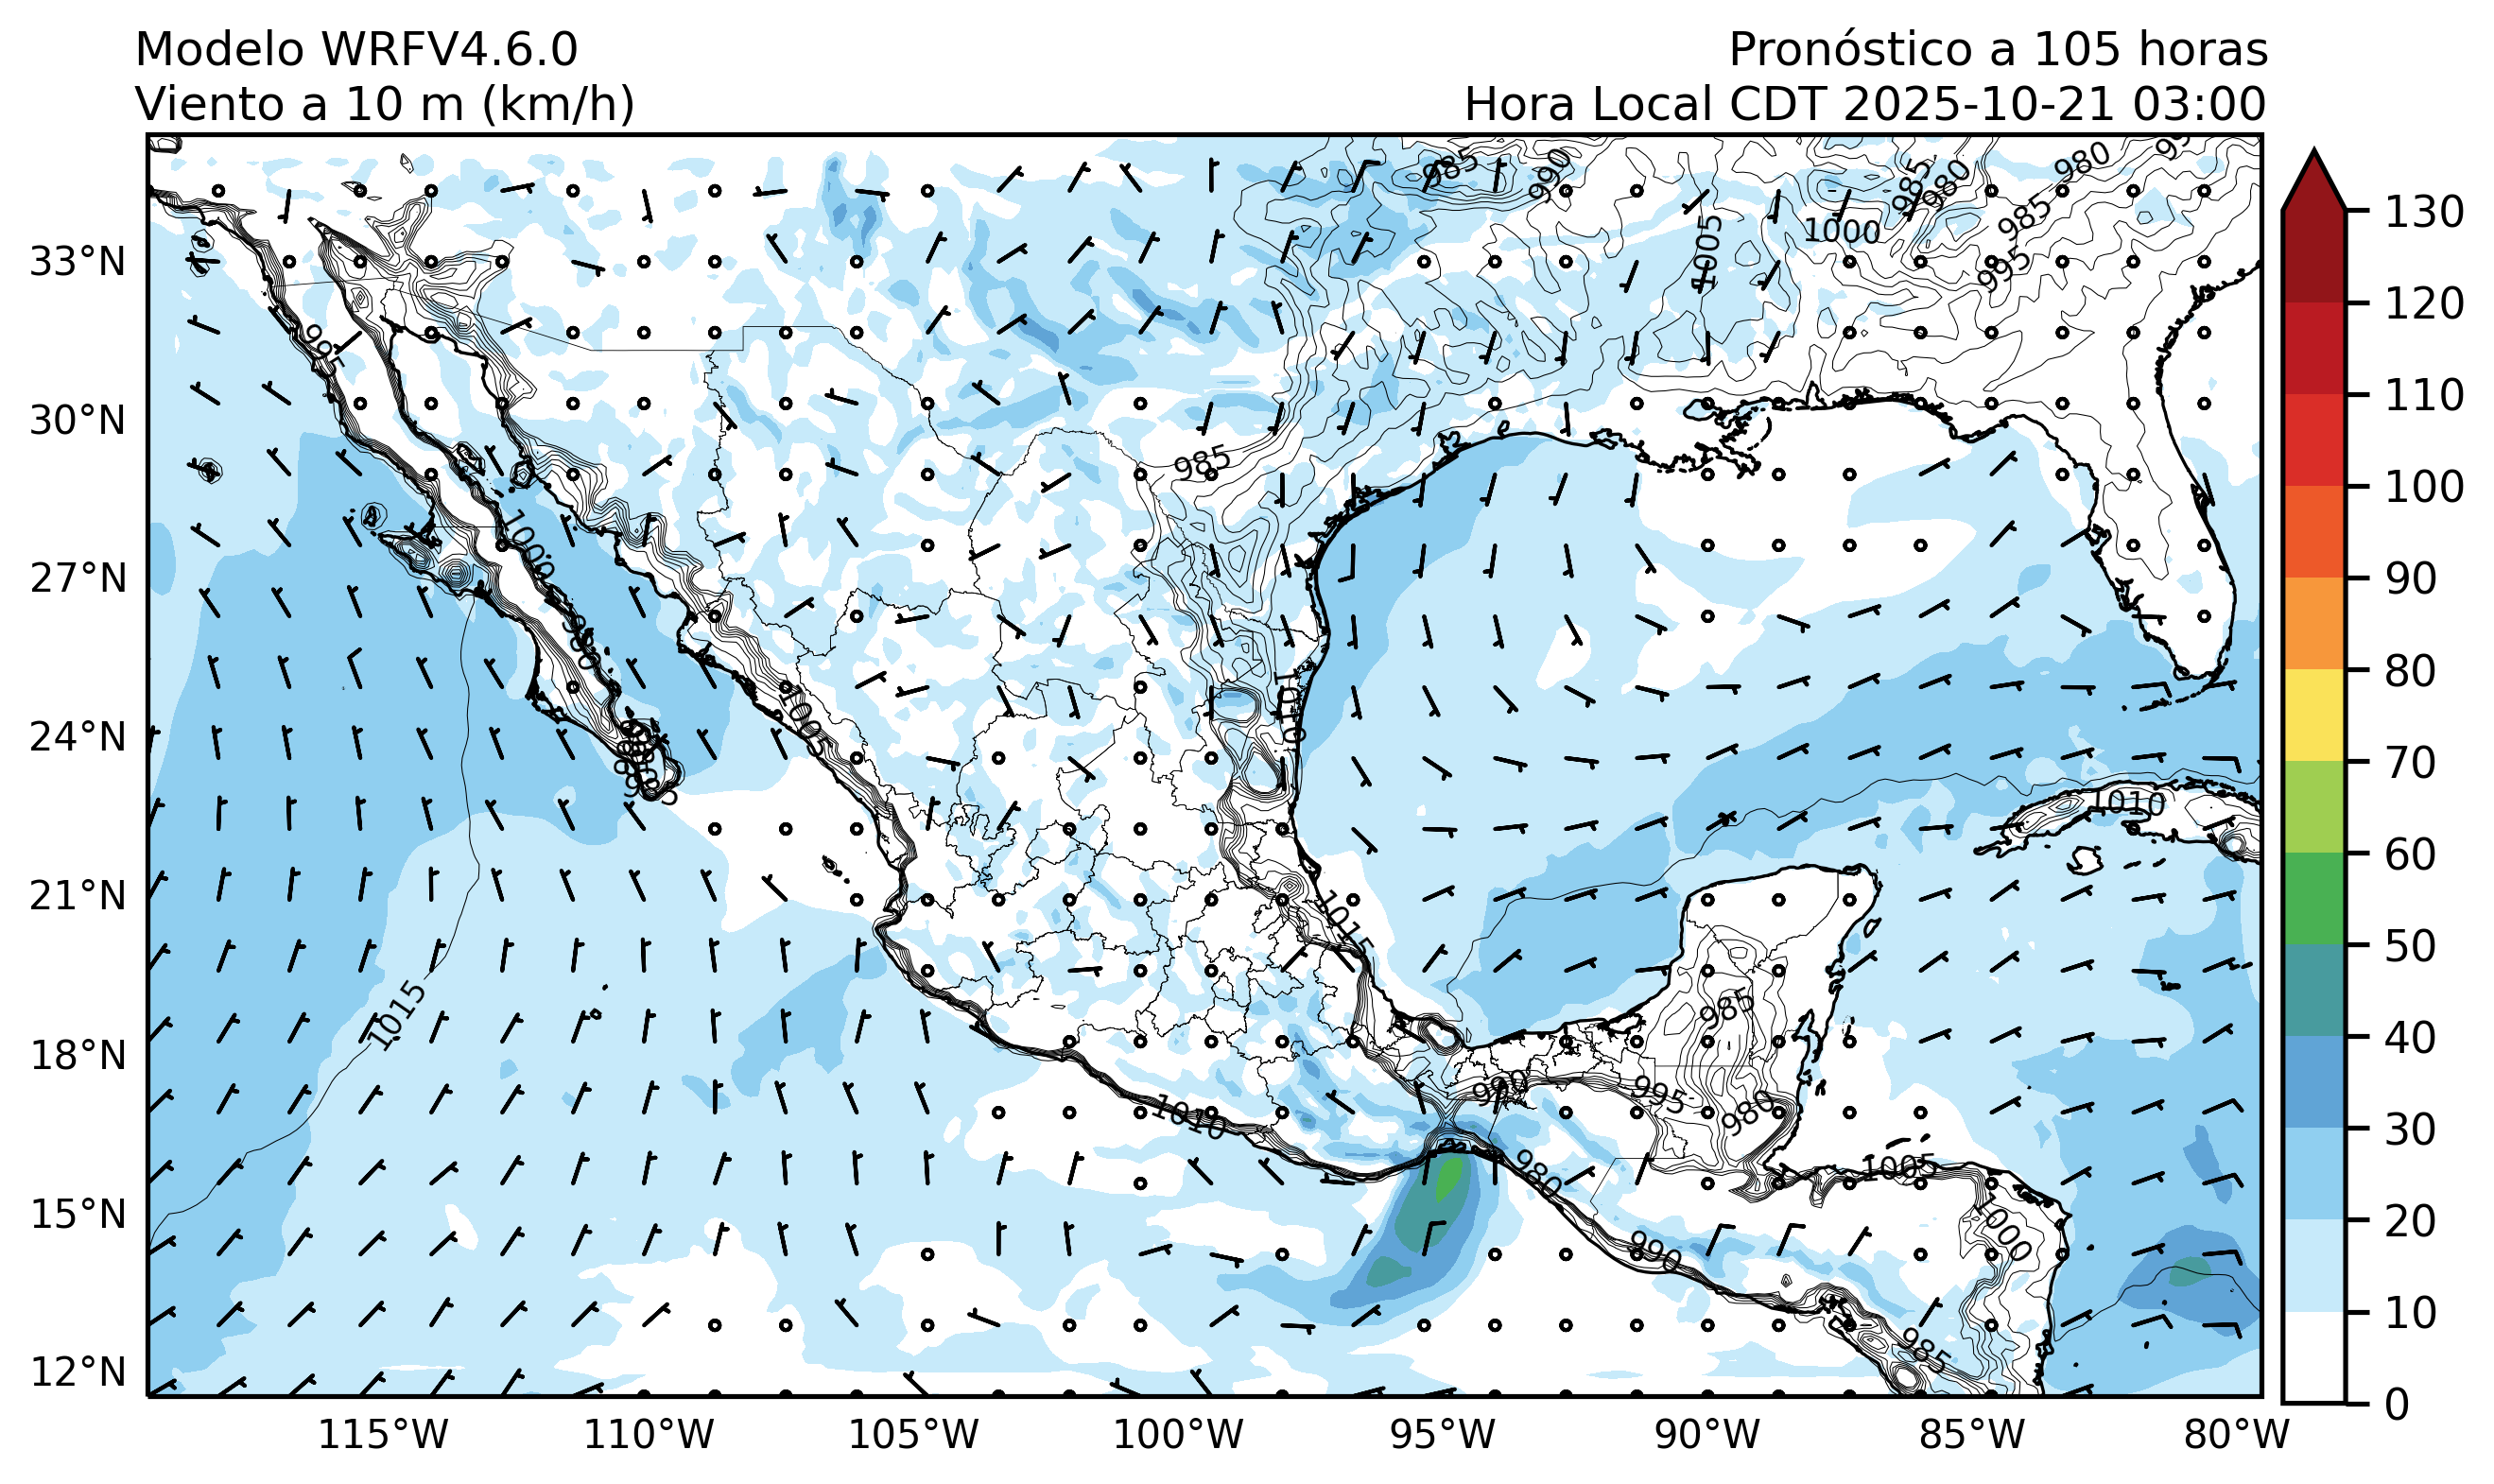 Modelo WRFV4.6.0
Viento a 10 m (km/h)
Pronóstico a 105 horas
Hora Local CDT 2025-10-21 03:00
33°N
30°N
27°N
24°N
21°N
18°N
15°N
12°N
115°W
110°W
105°W
100°W
95°W
90°W
85°W
80°W
130
120
110
100
90
80
70
60
50
40
30
20
10
0
985
990
985
980
980
985
1000
1005
995
995
985
1005
1010
1010
1015
1015
985
990
995
980
1010
980
1005
1000
990
985